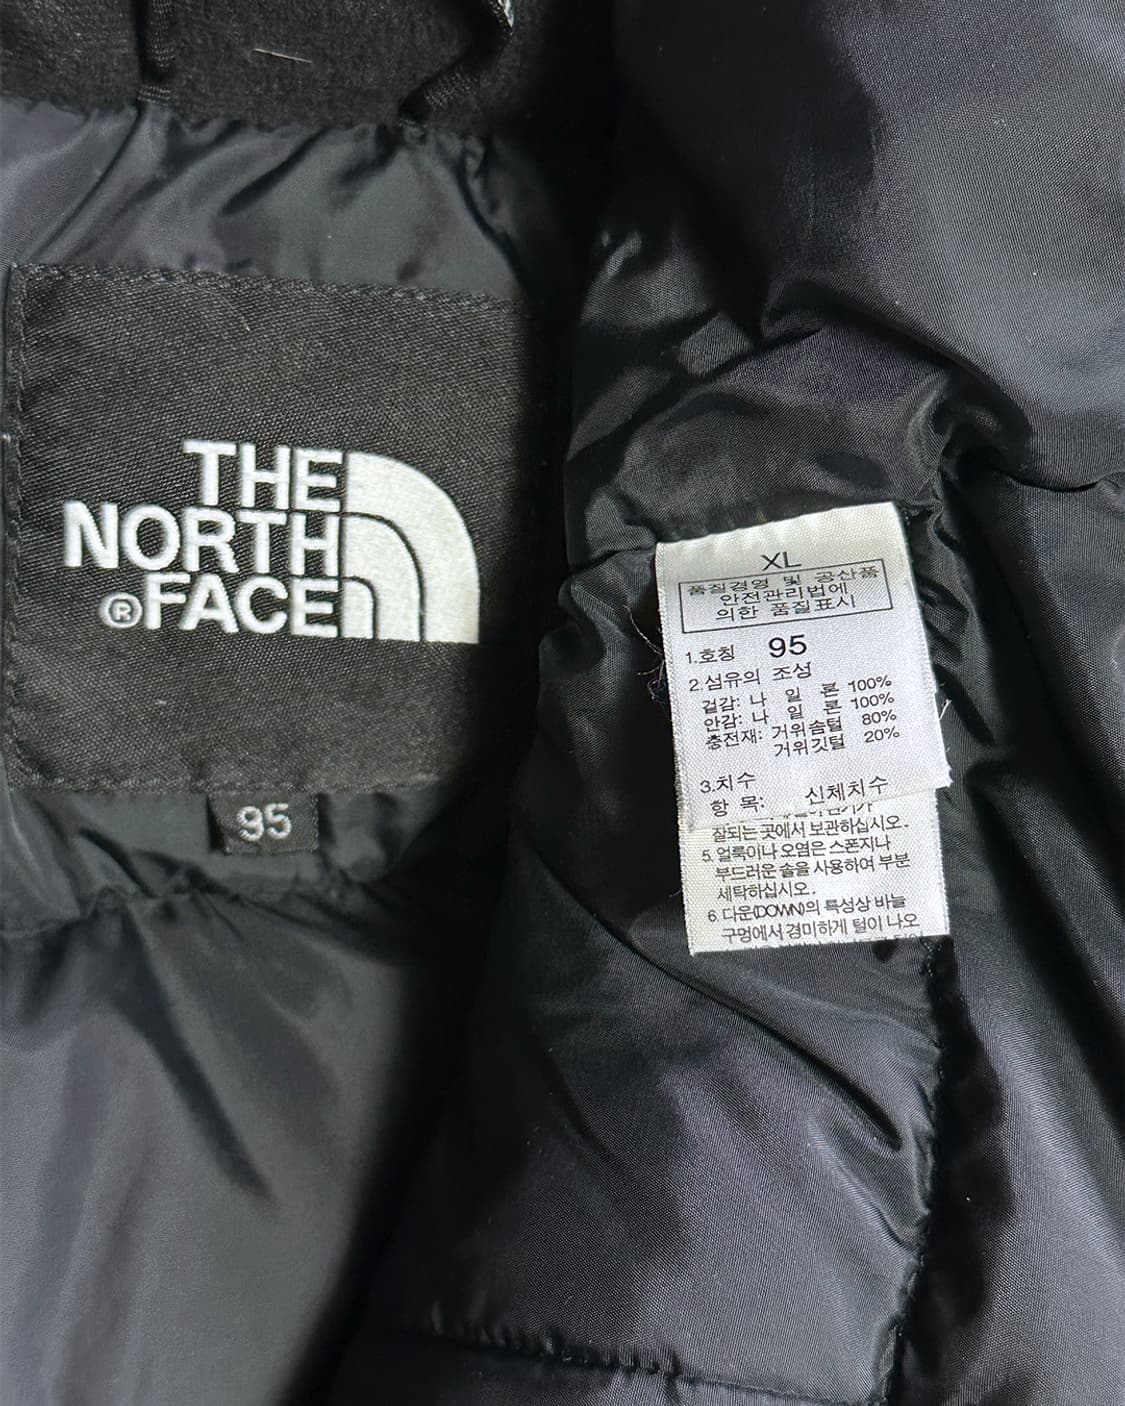 THE
NORTH
®FACE
95
XL
품질경영 및 공산품
안전관리법에
의한 품질표시
1.호칭 95
2.섬유의 조성
겉감: 나 일 론 100%
안감: 나 일 론 100%
충전재: 거위솜털 80%
거위깃털 20%
3.치수
항 목: 신체치수
잘되는 곳에서 보관하십시오.
5. 얼룩이나 오염은 스폰지나
부드러운 솔을 사용하여 부분
세탁하십시오.
6. 다운(DOWN)의 특성상 바늘
구멍에서 경미하게 털이 나오